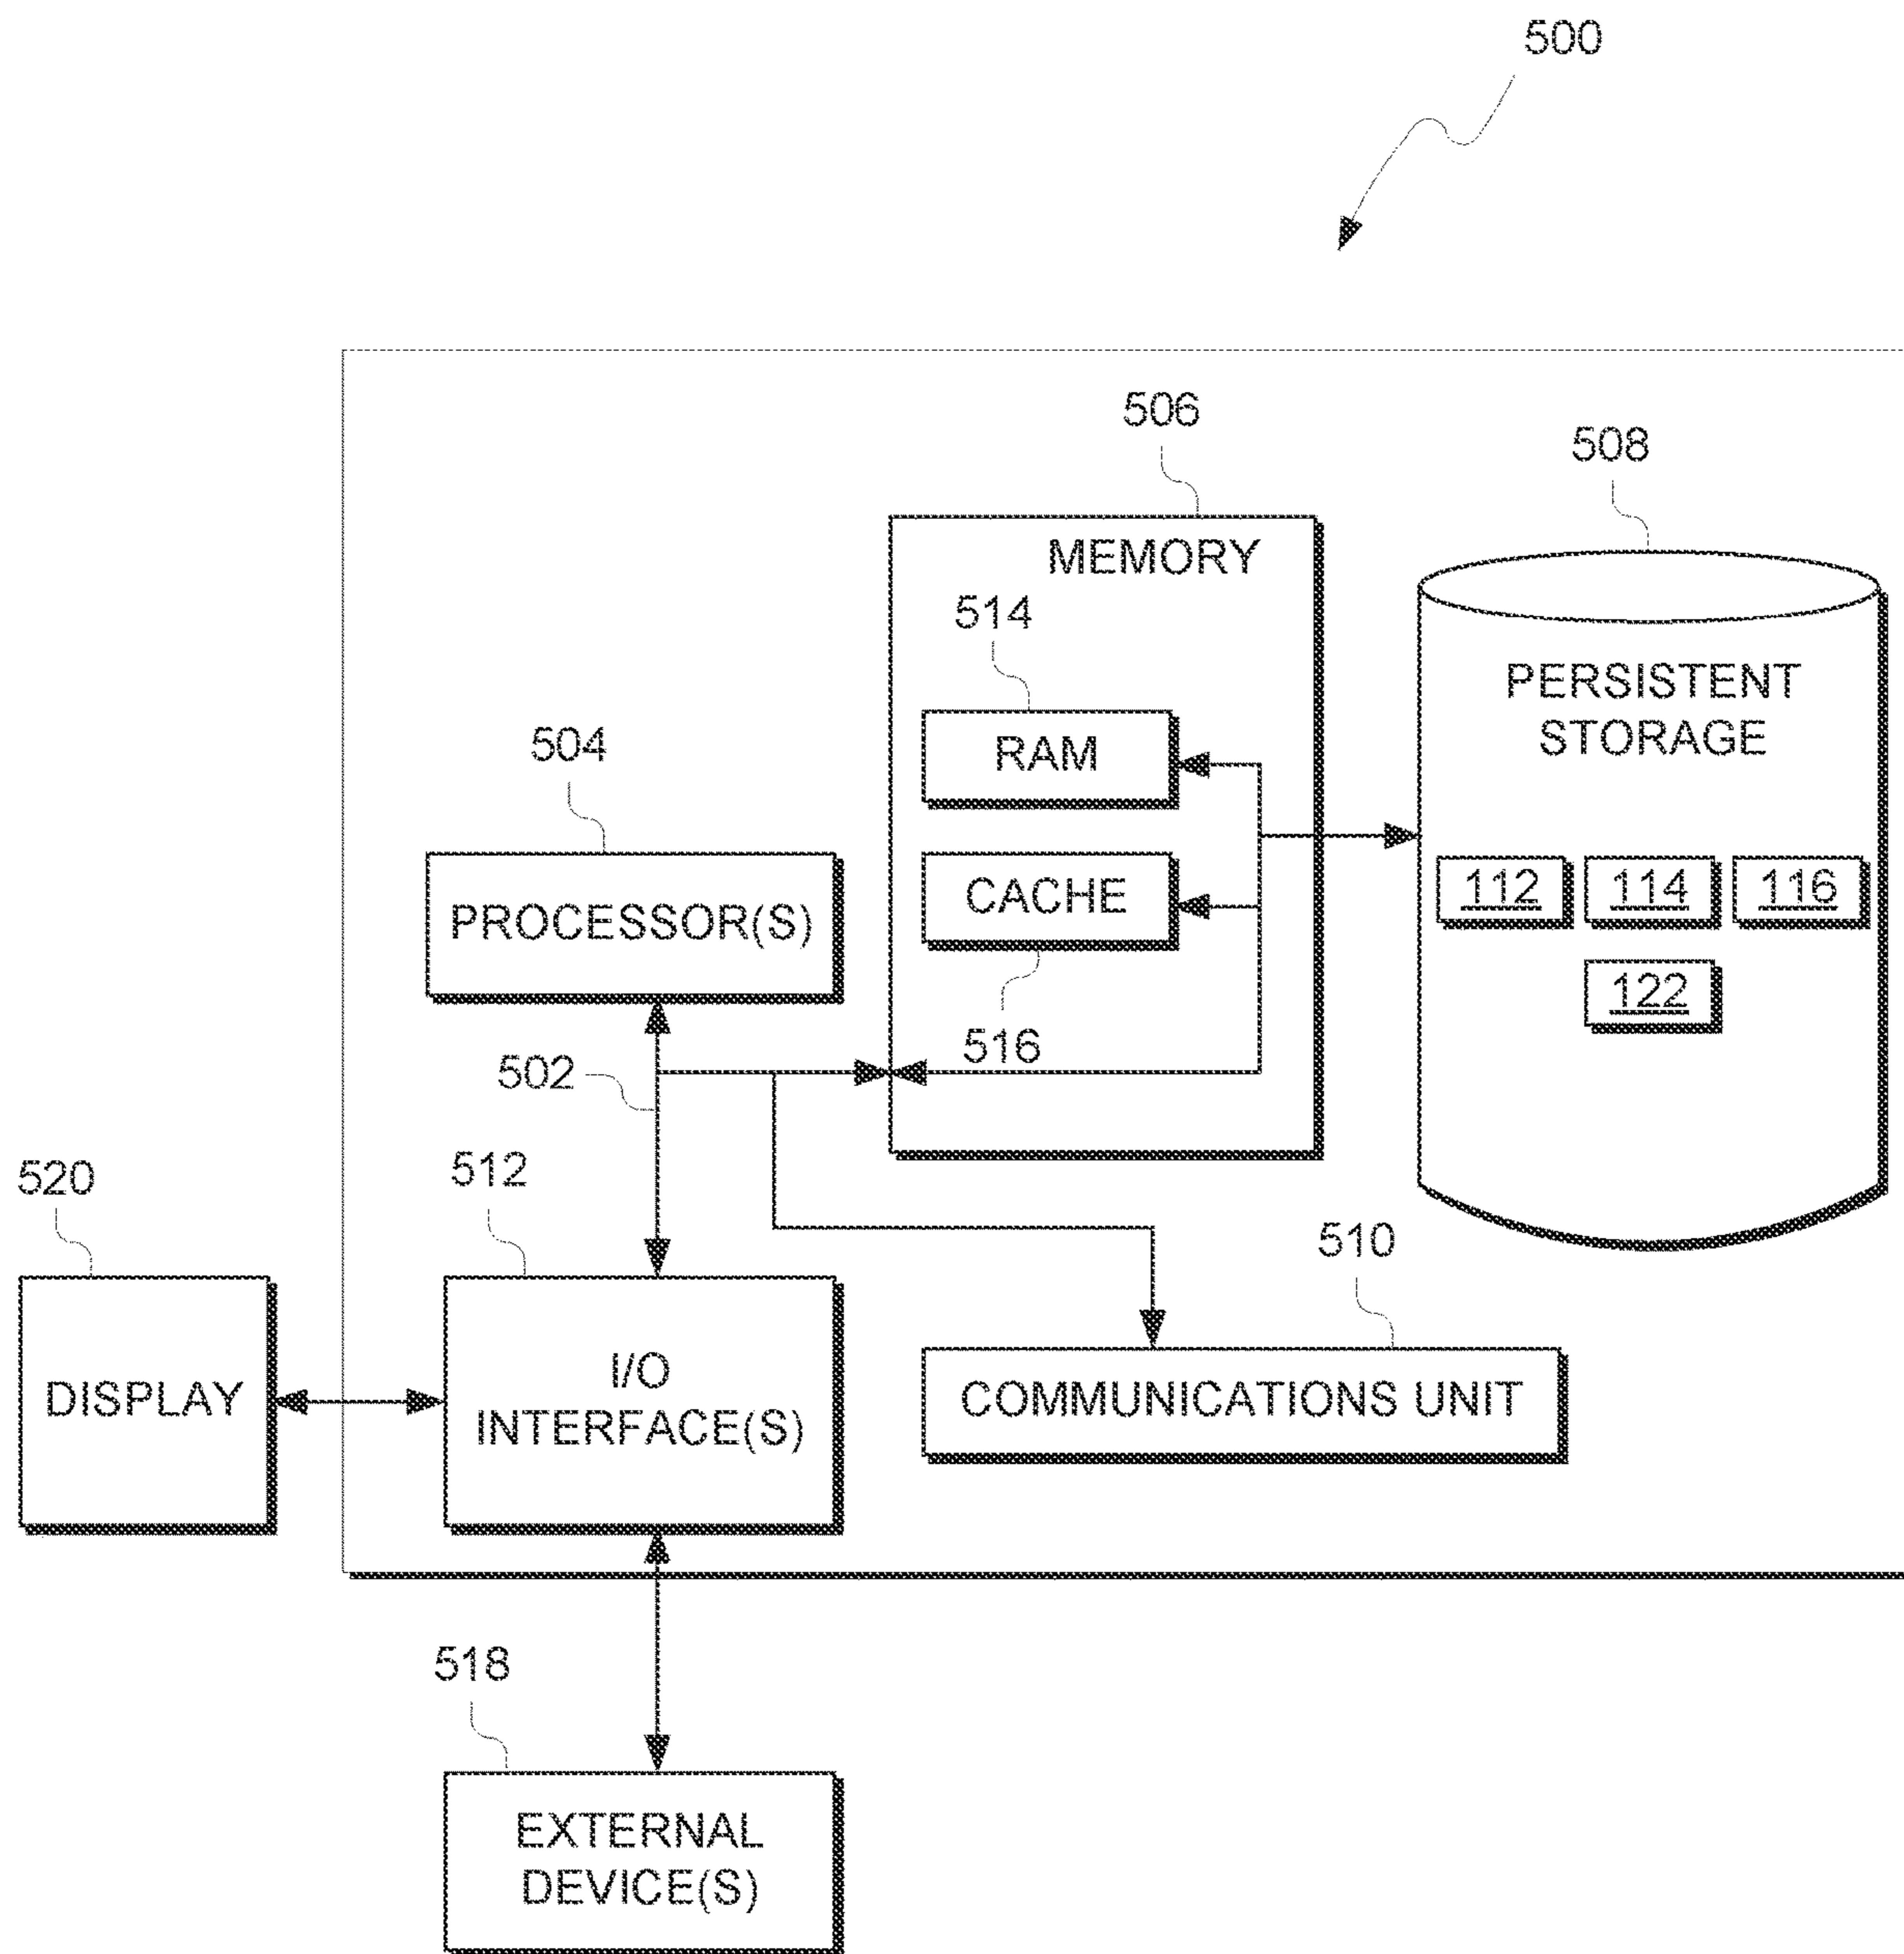 500
506
508
MEMORY
514
PERSISTENT
STORAGE
RAM
504
CACHE
112
114
116
PROCESSOR(S)
122
516
502
512
520
510
I/O
INTERFACE(S)
DISPLAY
COMMUNICATIONS UNIT
518
EXTERNAL
DEVICE(S)